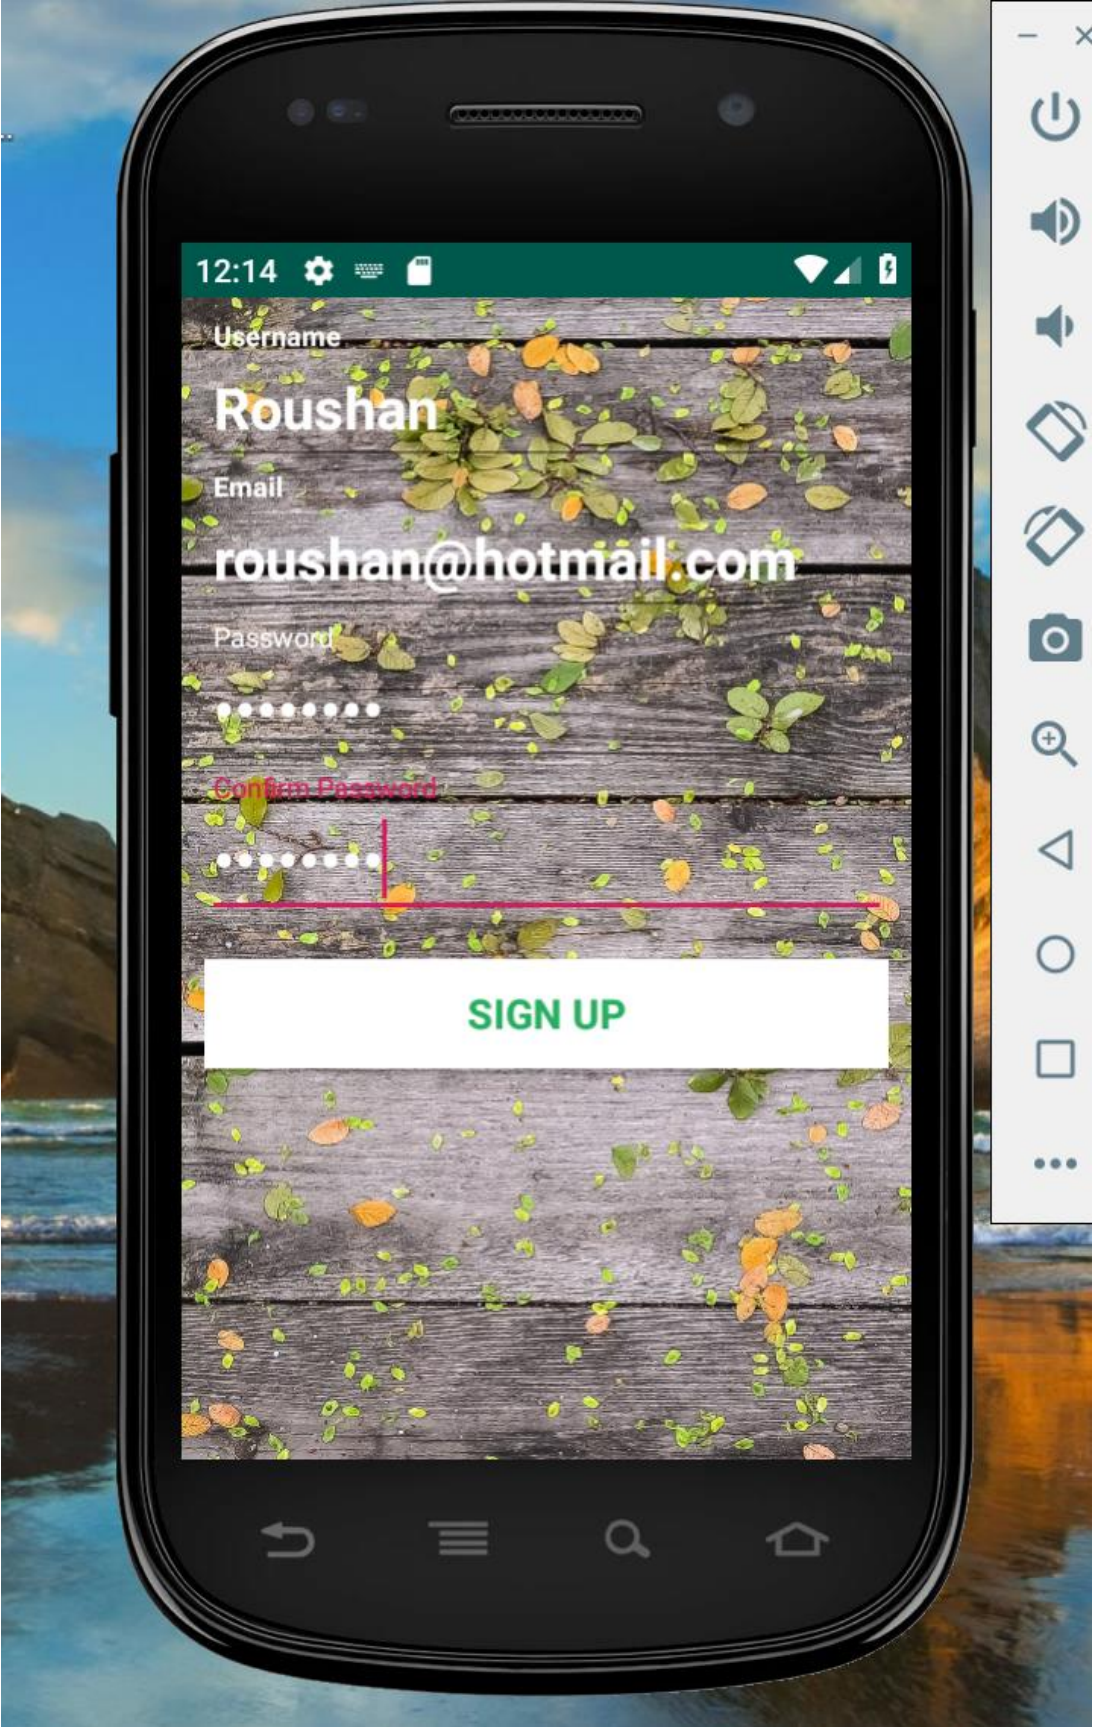 12:14
Username
Roushan
Email
roushan@hotmail.com
Password
••••••••
Confirm Password
••••••••
SIGN UP